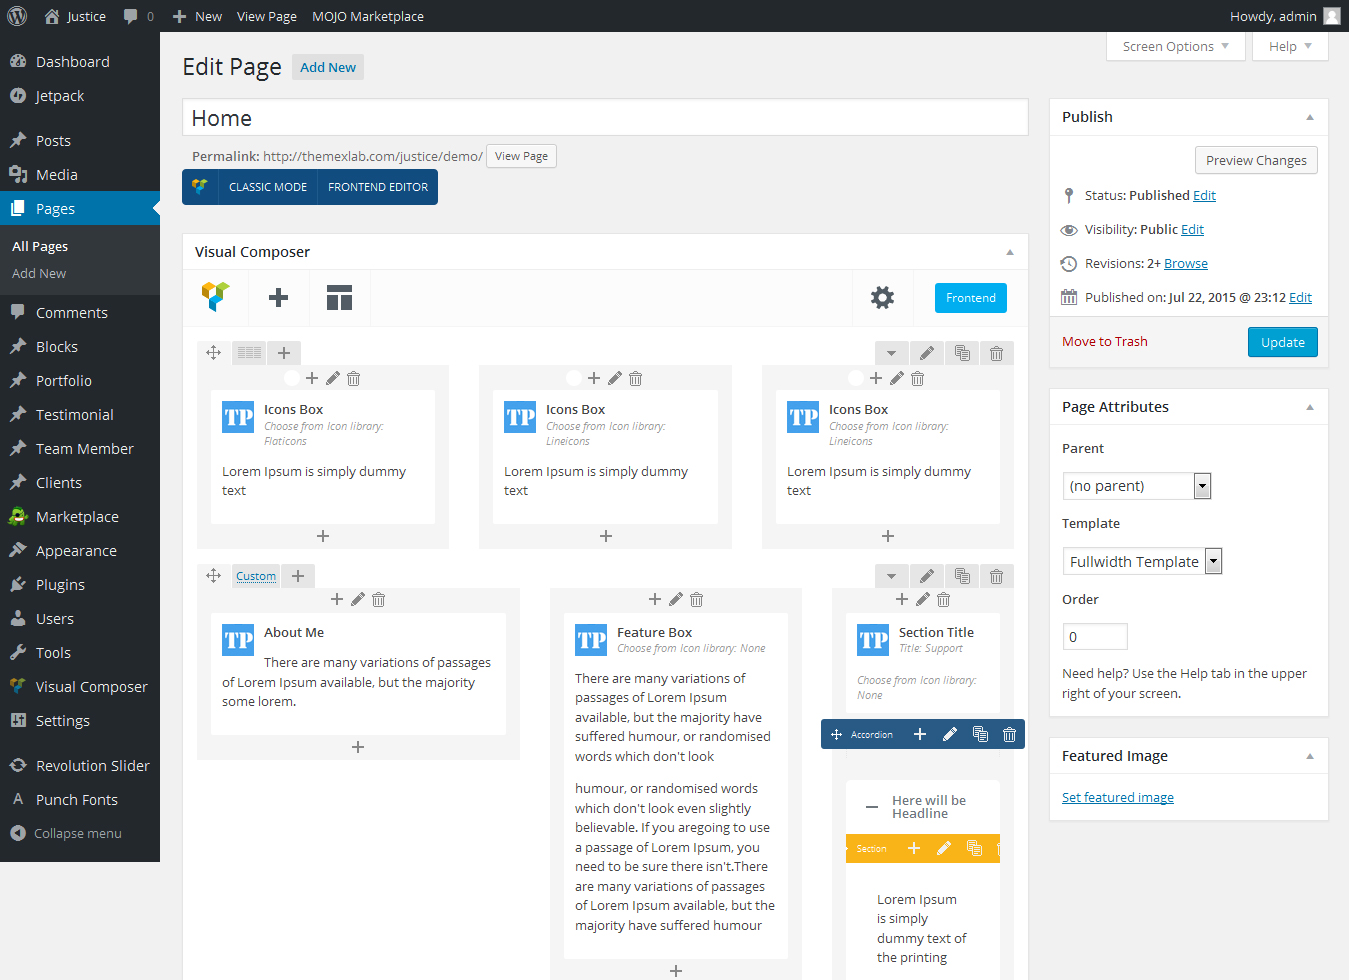 Justice
0
New
View Page
MOJO Marketplace
Howdy, admin
Dashboard
Jetpack
Posts
Media
Pages
All Pages
Add New
Comments
Blocks
Portfolio
Testimonial
Team Member
Clients
Marketplace
Appearance
Plugins
Users
Tools
Visual Composer
Settings
Revolution Slider
Punch Fonts
Collapse menu
Screen Options
Help
Edit Page
Add New
Home
Permalink: http://themexlab.com/justice/demo/
View Page
CLASSIC MODE
FRONTEND EDITOR
Visual Composer
Frontend
TP
Icons Box
Choose from Icon library:
Flaticons
Lorem Ipsum is simply dummy
text
TP
Icons Box
Choose from Icon library:
Lineicons
Lorem Ipsum is simply dummy
text
TP
Icons Box
Choose from Icon library:
Lineicons
Lorem Ipsum is simply dummy
text
Custom
TP
About Me
There are many variations of passages
of Lorem Ipsum available, but the majority
some lorem.
TP
Feature Box
Choose from Icon library: None
There are many variations of
passages of Lorem Ipsum
available, but the majority have
suffered humour, or randomised
words which don't look
humour, or randomised words
which don't look even slightly
believable. If you aregoing to use
a passage of Lorem Ipsum, you
need to be sure there isn't.There
are many variations of passages
of Lorem Ipsum available, but the
majority have suffered humour
TP
Section Title
Title: Support
Choose from Icon library:
None
Accordion
Here will be
Headline
Section
Lorem Ipsum
is simply
dummy text of
the printing
Publish
Preview Changes
Status: Published Edit
Visibility: Public Edit
Revisions: 2+ Browse
Published on: Jul 22, 2015 @ 23:12 Edit
Move to Trash
Update
Page Attributes
Parent
(no parent)
Template
Fullwidth Template
Order
0
Need help? Use the Help tab in the upper
right of your screen.
Featured Image
Set featured image